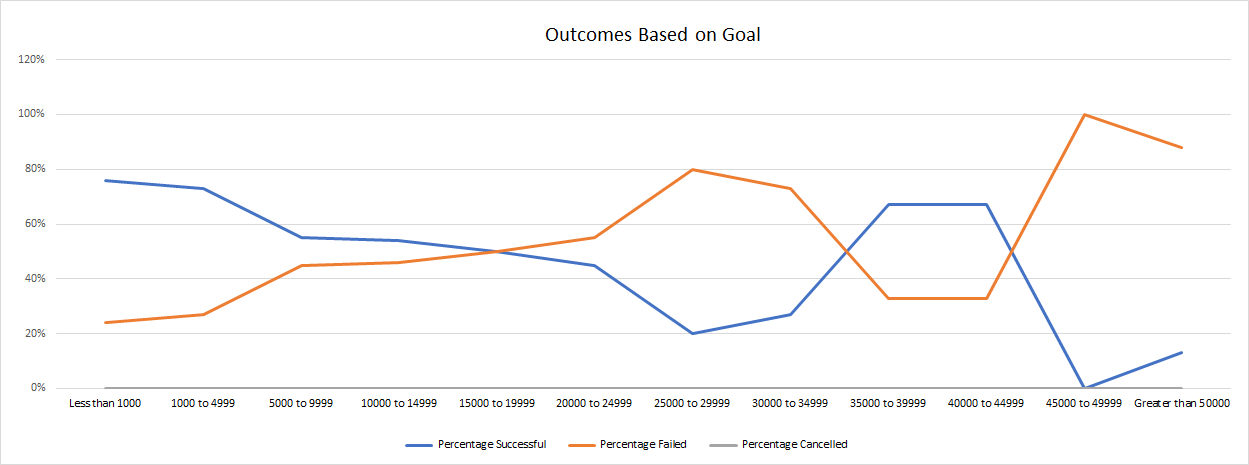 Outcomes Based on Goal
120%
100%
80%
60%
40%
20%
0%
Less than 1000 1000 to 4999 5000 to 9999 10000 to 14999 15000 to 19999 20000 to 24999 25000 to 29999 30000 to 34999 35000 to 39999 40000 to 44999 45000 to 49999 Greater than 50000
Percentage Successful Percentage Failed Percentage Cancelled